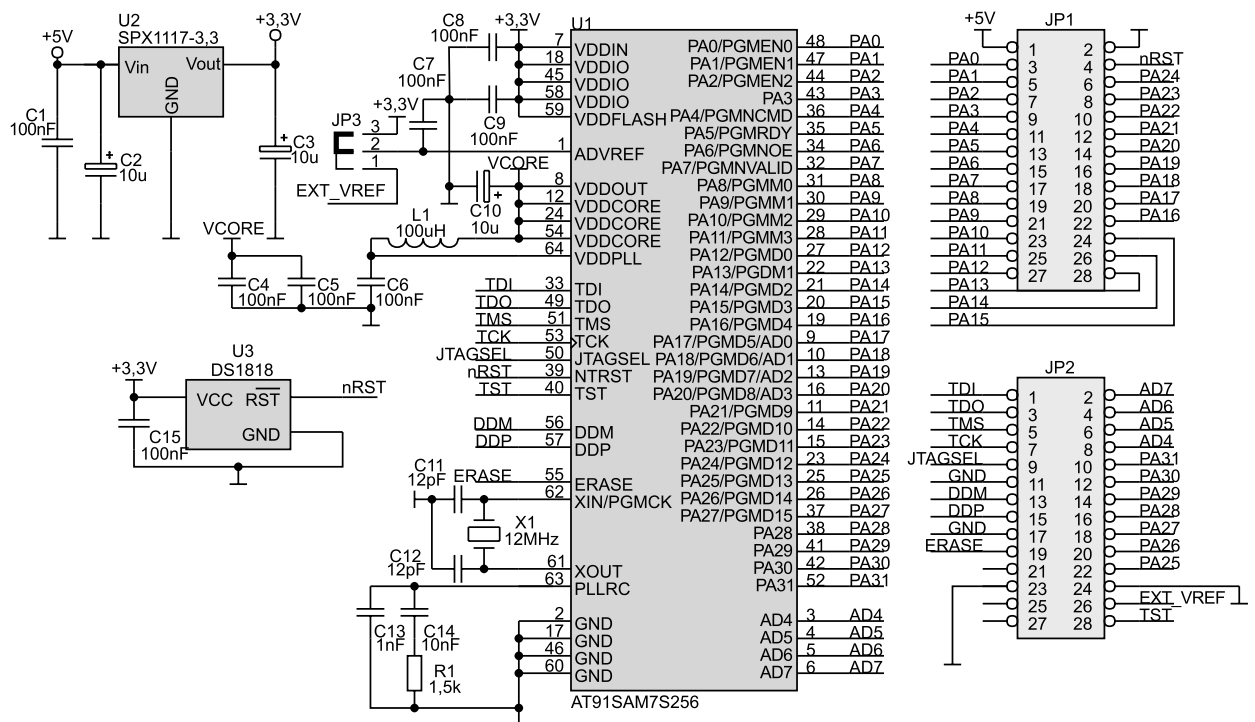 U2
SPX1117-3,3
+5V
+3,3V
Vin
Vout
GND
C1
100nF
C2
10u
+
C3
10u
+
VCORE
C4
100nF
C5
100nF
C6
100nF
L1
100uH
C8
100nF
+3,3V
C7
100nF
C9
100nF
+3,3V
JP3
3
2
1
EXT_VREF
VCORE
C10
10u
+
U3
DS1818
+3,3V
VCC
RST
GND
nRST
C15
100nF
C11
12pF
X1
12MHz
C12
12pF
C13
1nF
C14
10nF
R1
1,5k
U1
7 VDDIN
18 VDDIO
45 VDDIO
58 VDDIO
59 VDDFLASH
1 ADVREF
8 VDDOUT
12 VDDCORE
24 VDDCORE
54 VDDCORE
64 VDDPLL
TDI 33 TDI
TDO 49 TDO
TMS 51 TMS
TCK 53 TCK
JTAGSEL 50 JTAGSEL
nRST 39 NTRST
TST 40 TST
DDM 56 DDM
DDP 57 DDP
ERASE 55 ERASE
62 XIN/PGMCK
61 XOUT
63 PLLRC
2 GND
17 GND
46 GND
60 GND
PA0/PGMEN0 48 PA0
PA1/PGMEN1 47 PA1
PA2/PGMEN2 44 PA2
PA3 43 PA3
PA4/PGMNCMD 36 PA4
PA5/PGMRDY 35 PA5
PA6/PGMNOE 34 PA6
PA7/PGMNVALID 32 PA7
PA8/PGMM0 31 PA8
PA9/PGMM1 30 PA9
PA10/PGMM2 29 PA10
PA11/PGMM3 28 PA11
PA12/PGMD0 27 PA12
PA13/PGDM1 22 PA13
PA14/PGMD2 21 PA14
PA15/PGMD3 20 PA15
PA16/PGMD4 19 PA16
PA17/PGMD5/AD0 9 PA17
PA18/PGMD6/AD1 10 PA18
PA19/PGMD7/AD2 13 PA19
PA20/PGMD8/AD3 16 PA20
PA21/PGMD9 11 PA21
PA22/PGMD10 14 PA22
PA23/PGMD11 15 PA23
PA24/PGMD12 23 PA24
PA25/PGMD13 25 PA25
PA26/PGMD14 26 PA26
PA27/PGMD15 37 PA27
PA28 38 PA28
PA29 41 PA29
PA30 42 PA30
PA31 52 PA31
AD4 3 AD4
AD5 4 AD5
AD6 5 AD6
AD7 6 AD7
AT91SAM7S256
JP1
+5V
1 2
PA0 3 4 nRST
PA1 5 6 PA24
PA2 7 8 PA23
PA3 9 10 PA22
PA4 11 12 PA21
PA5 13 14 PA20
PA6 15 16 PA19
PA7 17 18 PA18
PA8 19 20 PA17
PA9 21 22 PA16
PA10 23 24
PA11 25 26
PA12 27 28
PA13
PA14
PA15
JP2
TDI 1 2 AD7
TDO 3 4 AD6
TMS 5 6 AD5
TCK 7 8 AD4
JTAGSEL 9 10 PA31
GND 11 12 PA30
DDM 13 14 PA29
DDP 15 16 PA28
GND 17 18 PA27
ERASE 19 20 PA26
21 22 PA25
23 24
25 26 EXT_VREF
27 28 TST